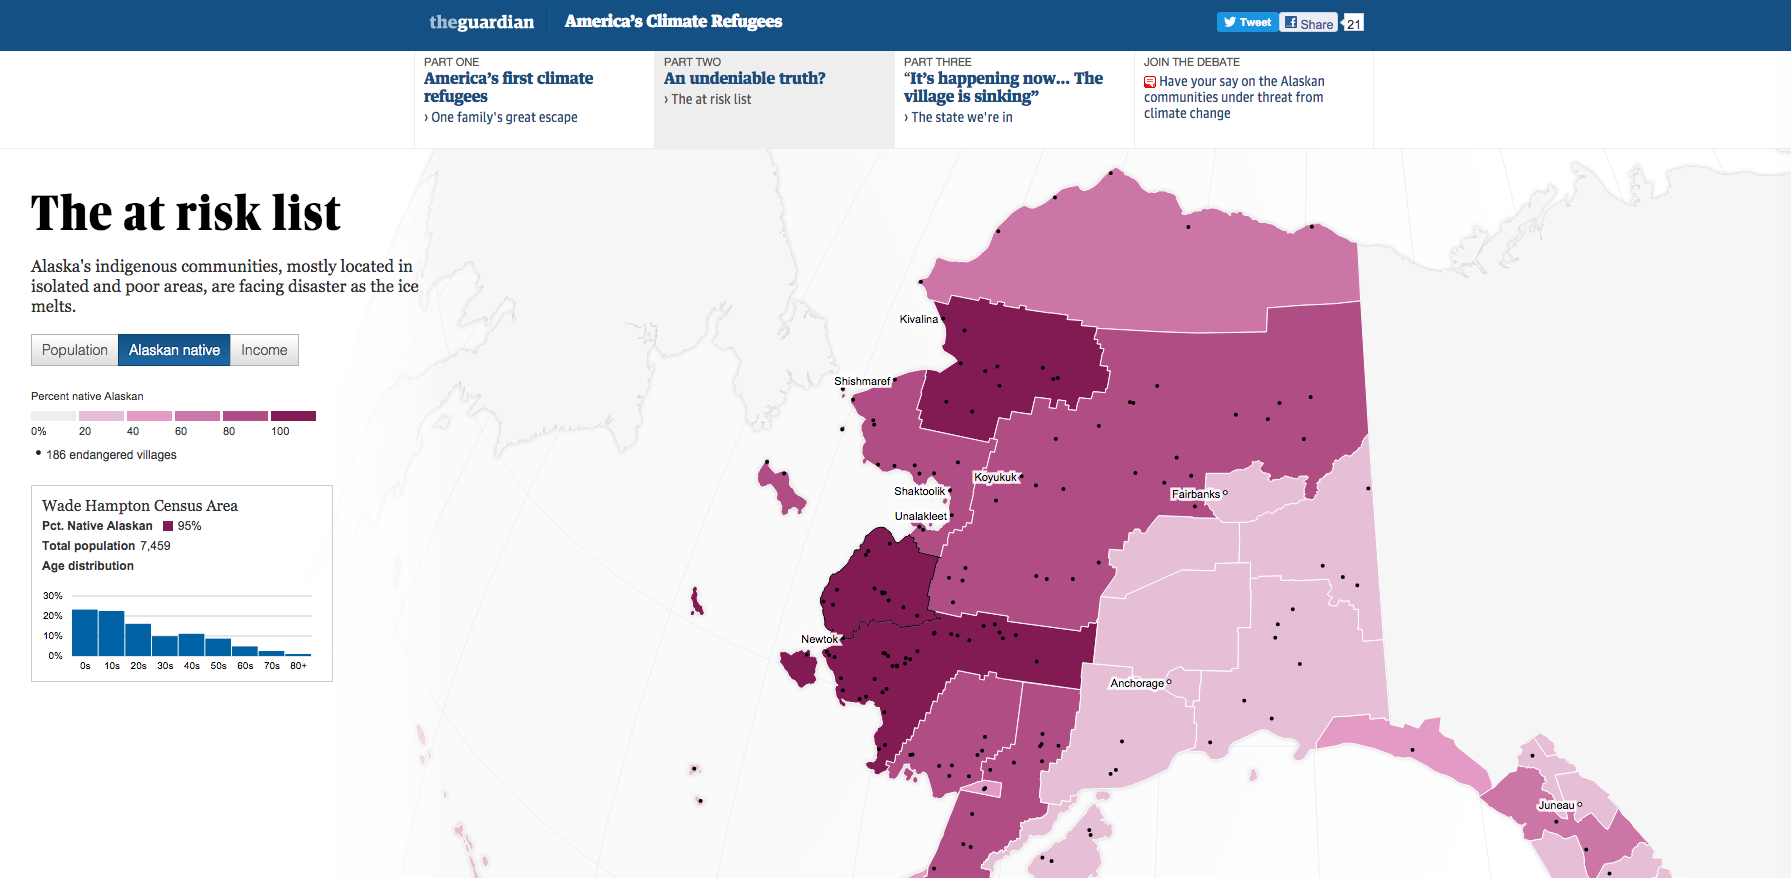 theguardian
America's Climate Refugees
Tweet
Share
21
PART ONE
America's first climate
refugees
› One family's great escape
PART TWO
An undeniable truth?
› The at risk list
PART THREE
“It's happening now... The
village is sinking”
› The state we're in
JOIN THE DEBATE
Have your say on the Alaskan
communities under threat from
climate change
The at risk list
Alaska's indigenous communities, mostly located in
isolated and poor areas, are facing disaster as the ice
melts.
Population
Alaskan native
Income
Percent native Alaskan
0% 20 40 60 80 100
186 endangered villages
Wade Hampton Census Area
Pct. Native Alaskan 95%
Total population 7,459
Age distribution
30%
20%
10%
0%
0s 10s 20s 30s 40s 50s 60s 70s 80+
Kivalina
Shishmaref
Koyukuk
Shaktoolik
Fairbanks
Unalakleet
Newtok
Anchorage
Juneau